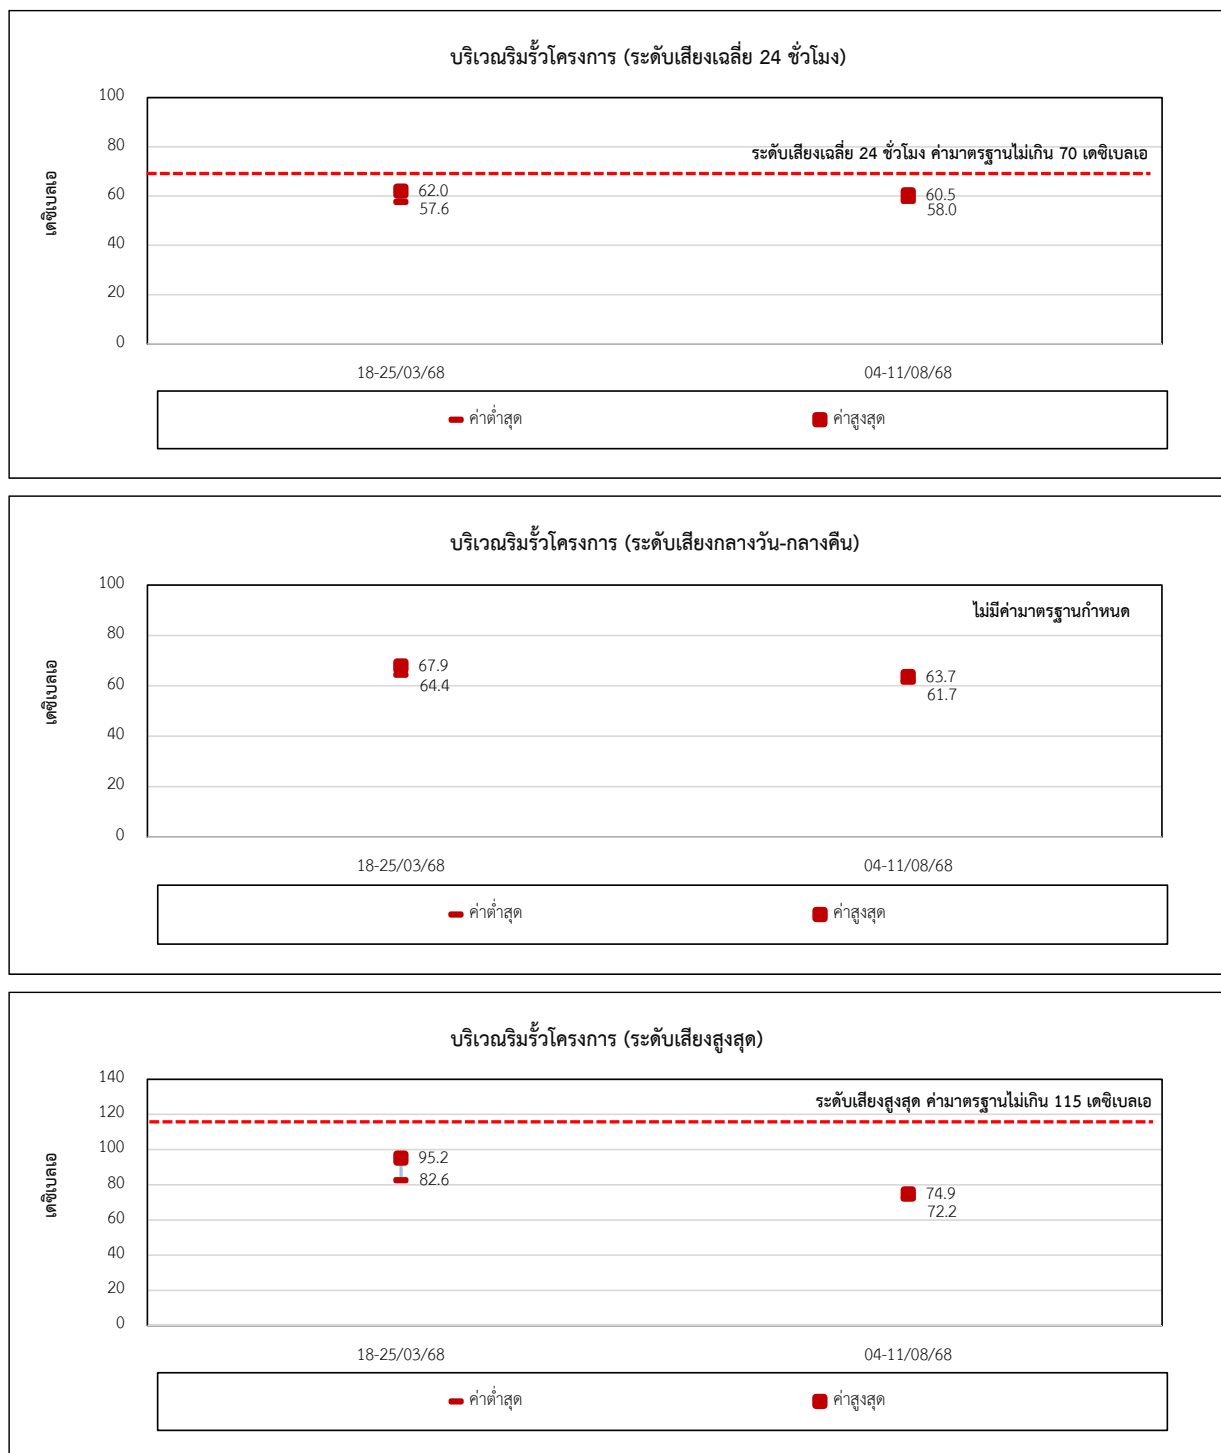 บริเวณริมรั้วโครงการ (ระดับเสียงเฉลี่ย 24 ชั่วโมง)
100
80
60
40
20
0
เดซิเบลเอ
ระดับเสียงเฉลี่ย 24 ชั่วโมง ค่ามาตรฐานไม่เกิน 70 เดซิเบลเอ
62.0
57.6
60.5
58.0
18-25/03/68
04-11/08/68
ค่าต่ำสุด
ค่าสูงสุด
บริเวณริมรั้วโครงการ (ระดับเสียงกลางวัน-กลางคืน)
100
80
60
40
20
0
เดซิเบลเอ
ไม่มีค่ามาตรฐานกำหนด
67.9
64.4
63.7
61.7
18-25/03/68
04-11/08/68
ค่าต่ำสุด
ค่าสูงสุด
บริเวณริมรั้วโครงการ (ระดับเสียงสูงสุด)
140
120
100
80
60
40
20
0
เดซิเบลเอ
ระดับเสียงสูงสุด ค่ามาตรฐานไม่เกิน 115 เดซิเบลเอ
95.2
82.6
74.9
72.2
18-25/03/68
04-11/08/68
ค่าต่ำสุด
ค่าสูงสุด